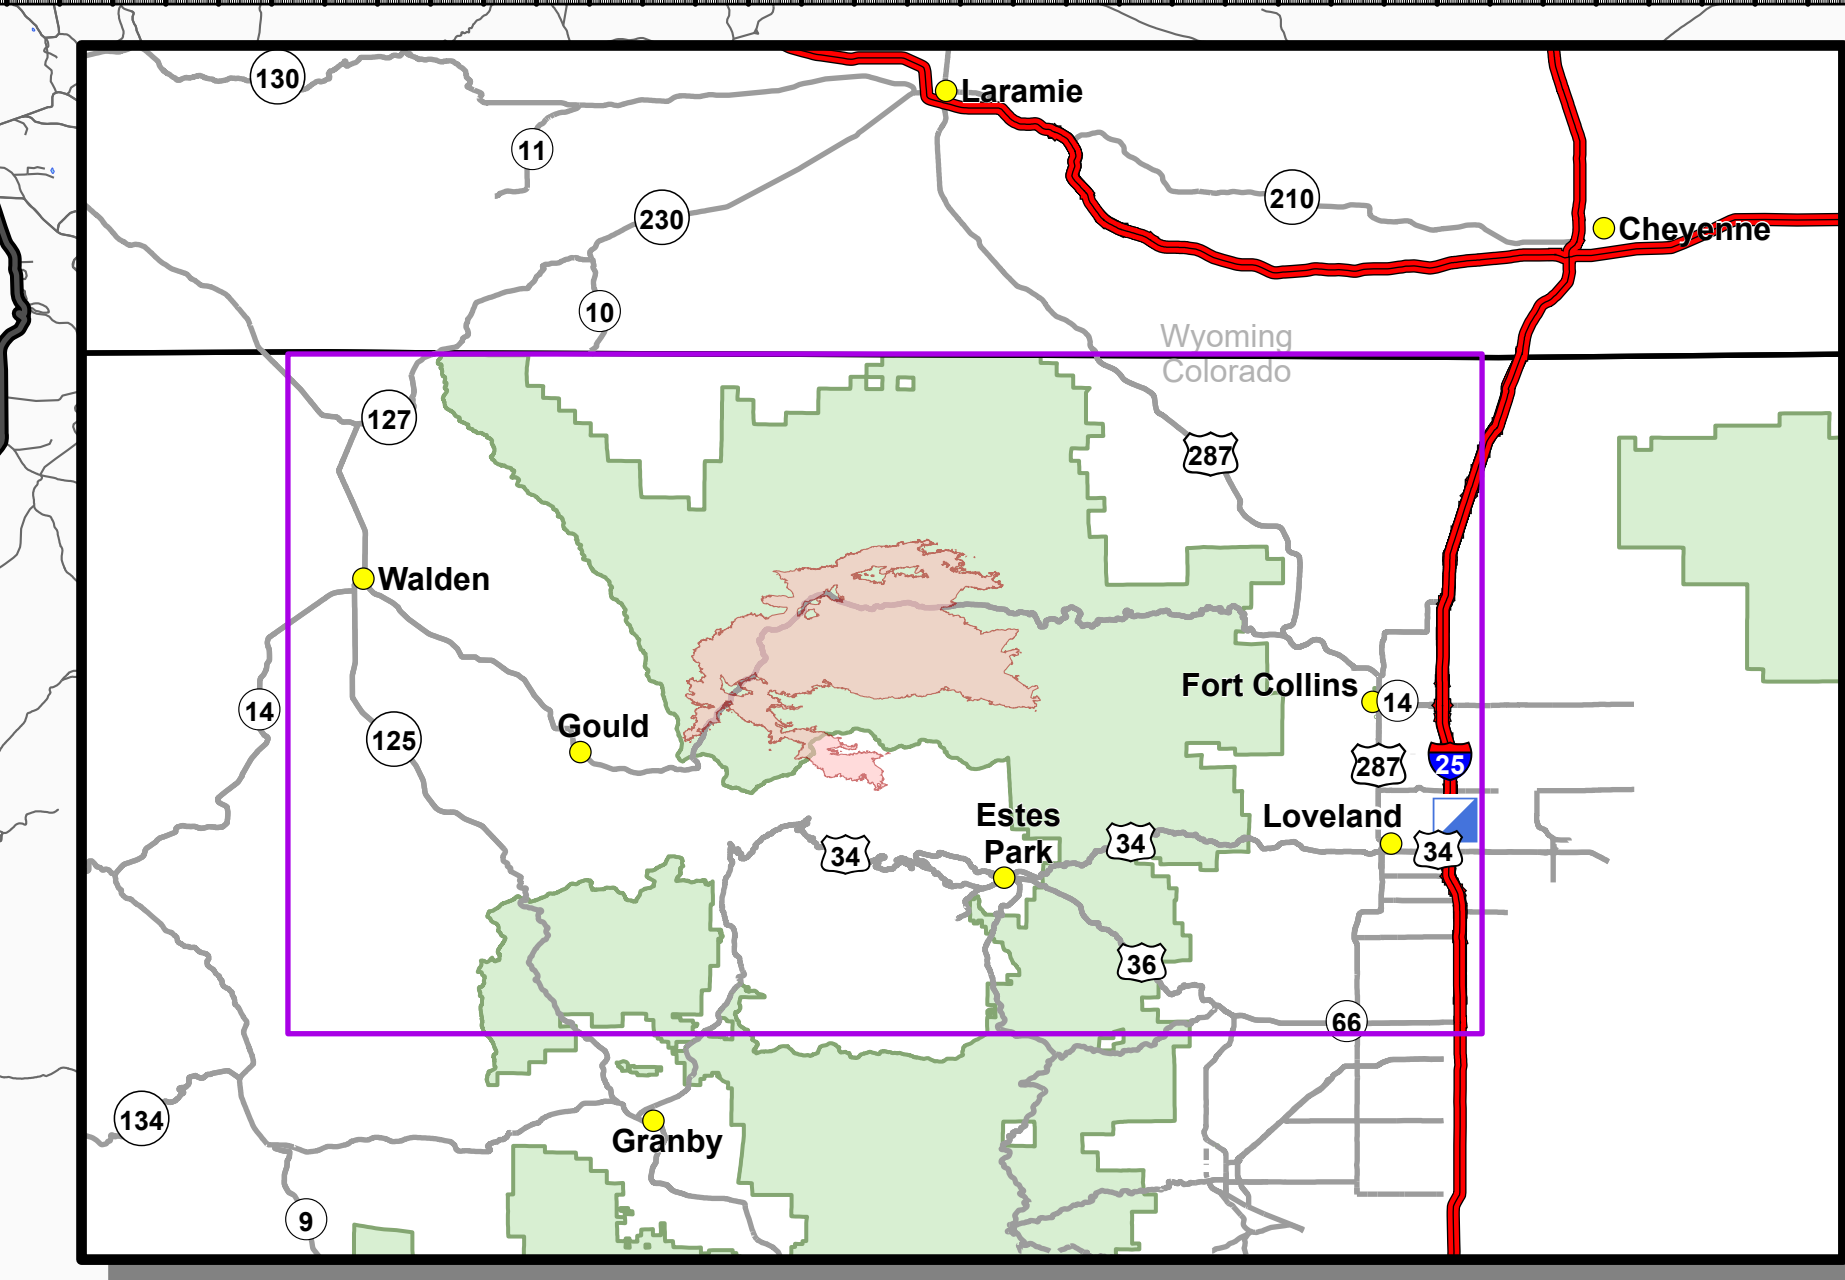 130
Laramie
11
210
230
Cheyenne
10
Wyoming
Colorado
127
287
Walden
Fort Collins
14
14
Gould
125
287
25
Estes
Park
Loveland
34
34
34
36
66
134
Granby
9